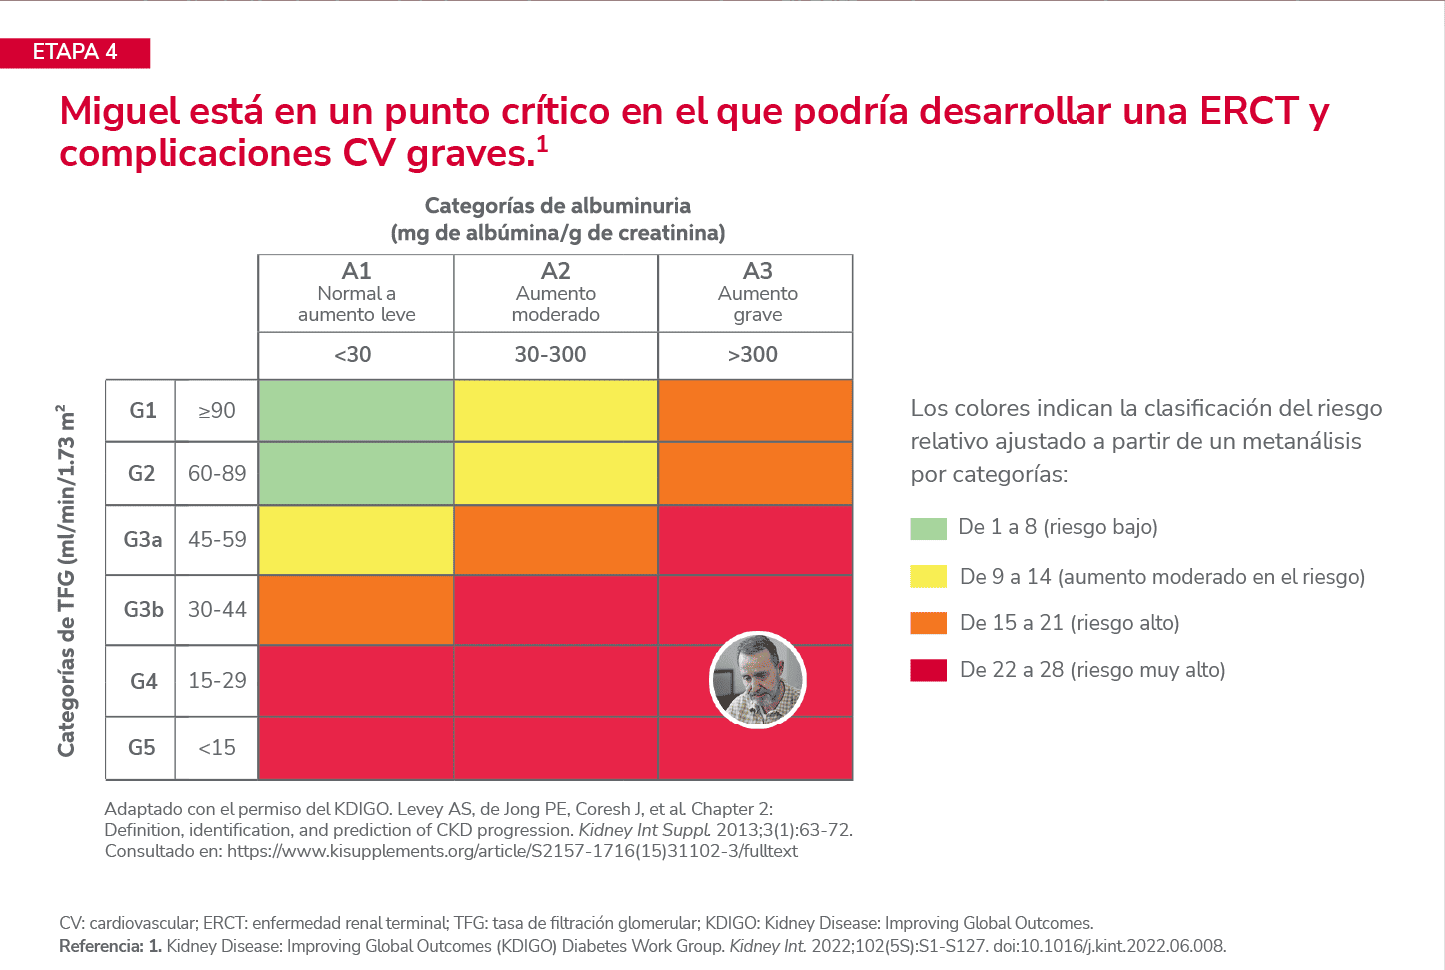 ETAPA 4
Miguel está en un punto crítico en el que podría desarrollar una ERCT y
complicaciones CV graves.1
Categorías de albuminuria
(mg de albúmina/g de creatinina)
A1
Normal a
aumento leve
A2
Aumento
moderado
A3
Aumento
grave
<30
30-300
>300
Categorías de TFG (ml/min/1.73 m2
G1
≥90
G2
60-89
G3a
45-59
G3b
30-44
G4
15-29
G5
<15
Los colores indican la clasificación del riesgo
relativo ajustado a partir de un metanálisis
por categorías:
De 1 a 8 (riesgo bajo)
De 9 a 14 (aumento moderado en el riesgo)
De 15 a 21 (riesgo alto)
De 22 a 28 (riesgo muy alto)
Adaptado con el permiso del KDIGO. Levey AS, de Jong PE, Coresh J, et al. Chapter 2:
Definition, identification, and prediction of CKD progression. Kidney Int Suppl. 2013;3(1):63-72.
Consultado en: https://www.kisupplements.org/article/S2157-1716(15)31102-3/fulltext
CV: cardiovascular; ERCT: enfermedad renal terminal; TFG: tasa de filtración glomerular; KDIGO: Kidney Disease: Improving Global Outcomes.
Referencia: 1. Kidney Disease: Improving Global Outcomes (KDIGO) Diabetes Work Group. Kidney Int. 2022;102(5S):S1-S127. doi:10.1016/j.kint.2022.06.008.